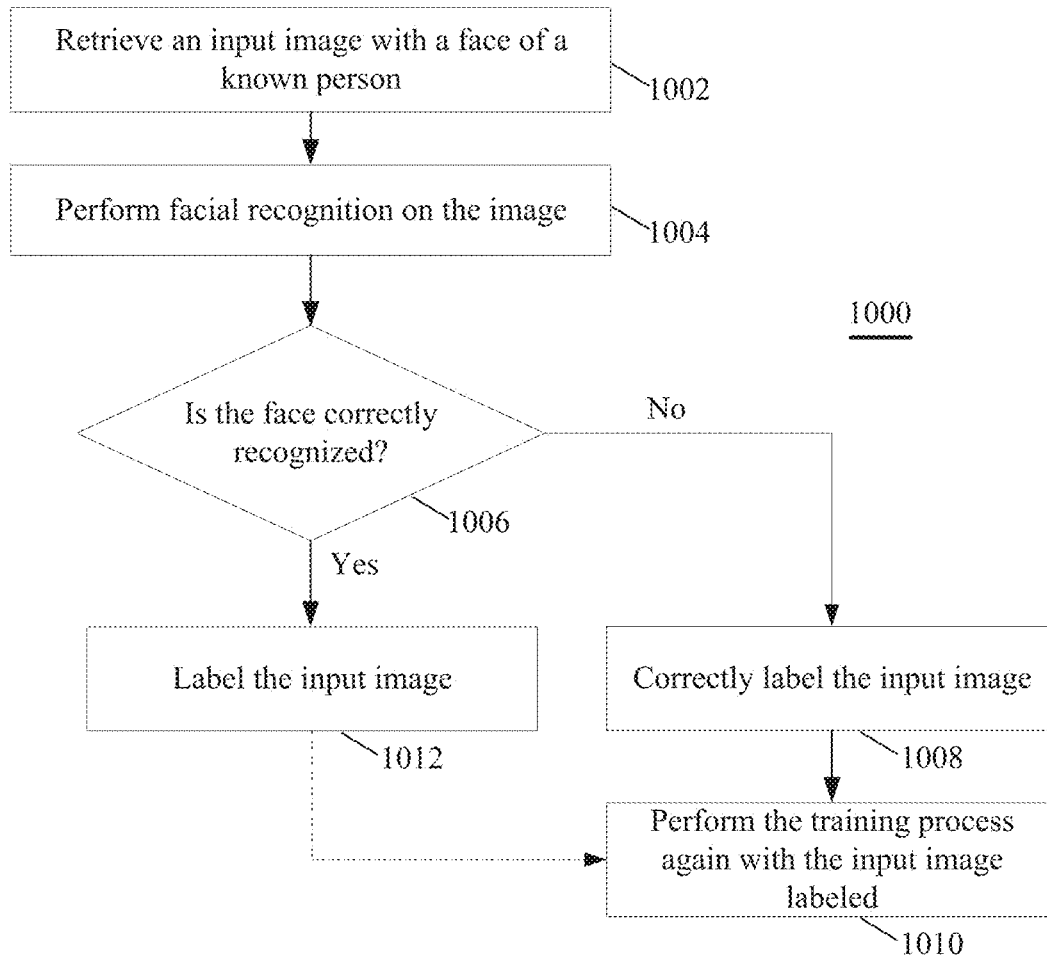 Retrieve an input image with a face of a
known person
1002
Perform facial recognition on the image
1004
1000
Is the face correctly
recognized?
No
1006
Yes
Label the input image
Correctly label the input image
1012
1008
Perform the training process
again with the input image
labeled
1010